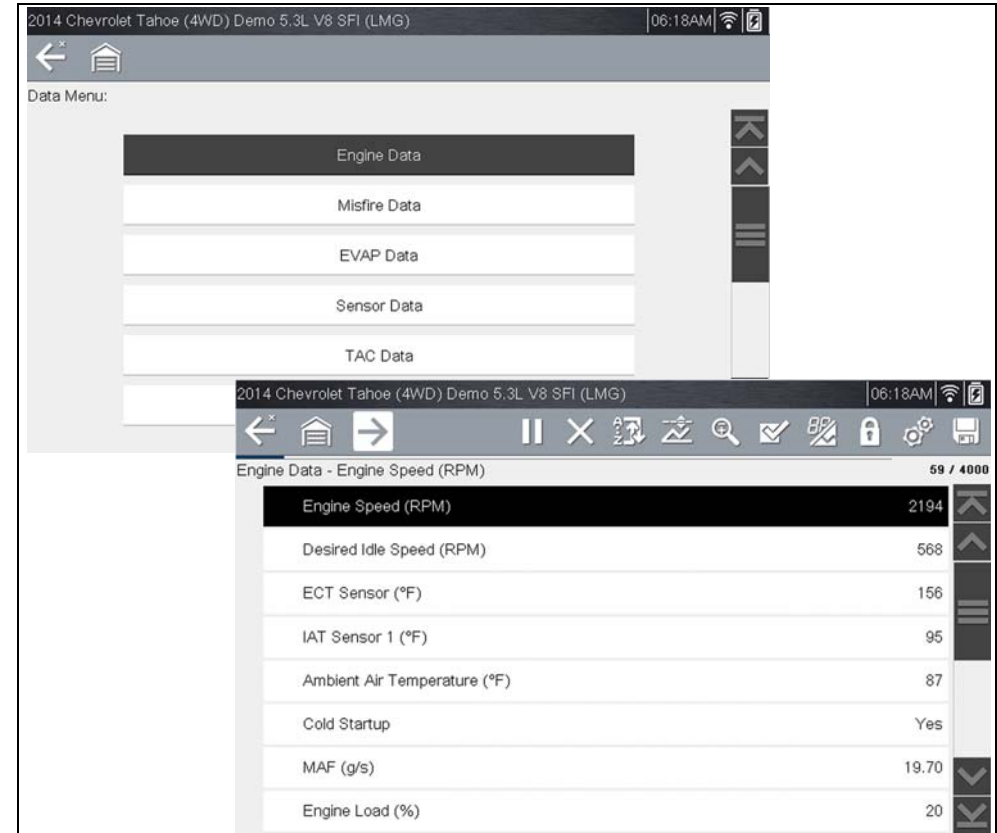 2014 Chevrolet Tahoe (4WD) Demo 5.3L V8 SFI (LMG) 06:18AM
Data Menu:
Engine Data
Misfire Data
EVAP Data
Sensor Data
TAC Data
2014 Chevrolet Tahoe (4WD) Demo 5.3L V8 SFI (LMG) 06:18AM
Engine Data - Engine Speed (RPM) 59 / 4000
Engine Speed (RPM) 2194
Desired Idle Speed (RPM) 568
ECT Sensor (°F) 156
IAT Sensor 1 (°F) 95
Ambient Air Temperature (°F) 87
Cold Startup Yes
MAF (g/s) 19.70
Engine Load (%) 20